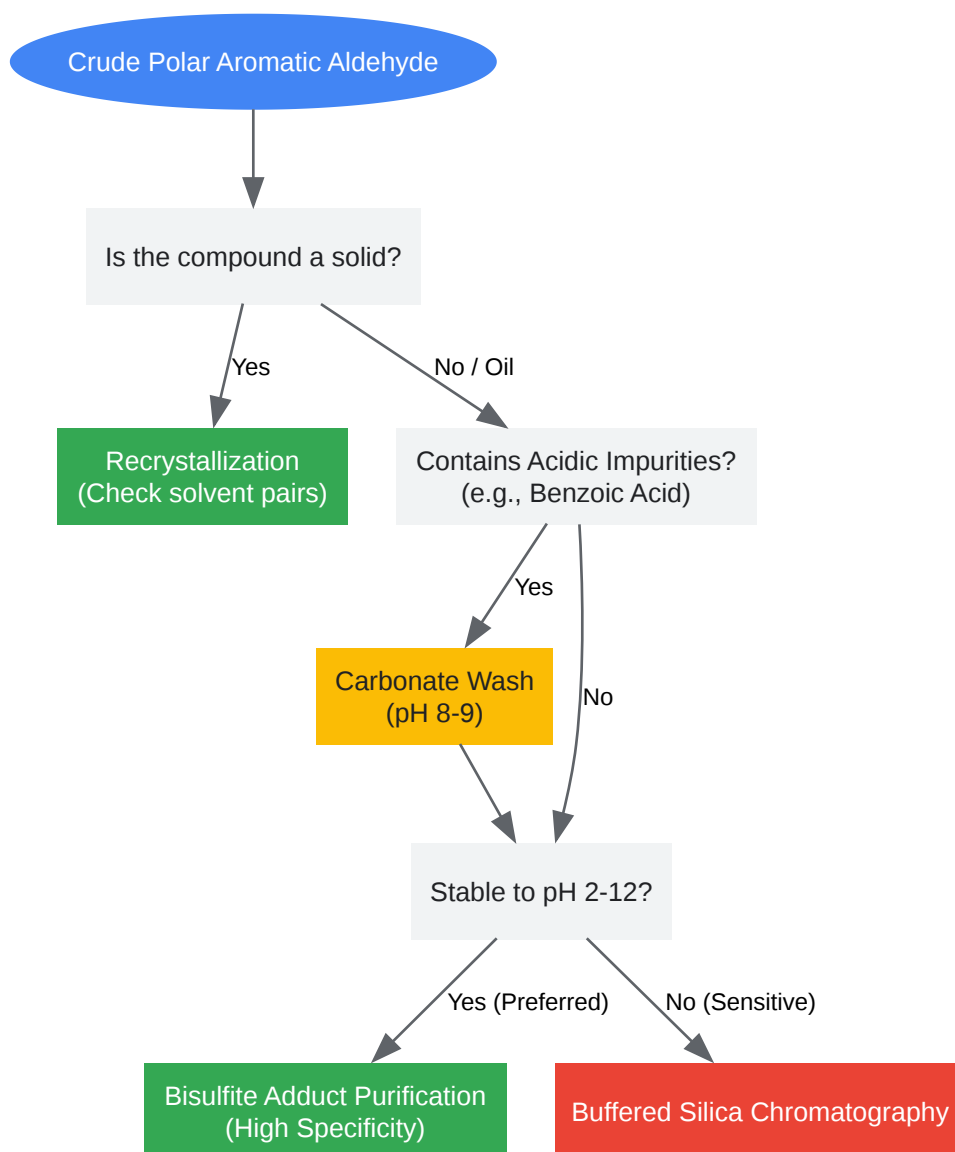 Crude Polar Aromatic Aldehyde
Is the compound a solid?
Yes
No / Oil
Recrystallization
(Check solvent pairs)
Contains Acidic Impurities?
(e.g., Benzoic Acid)
Yes
Carbonate Wash
(pH 8-9)
No
Stable to pH 2-12?
Yes (Preferred)
No (Sensitive)
Bisulfite Adduct Purification
(High Specificity)
Buffered Silica Chromatography